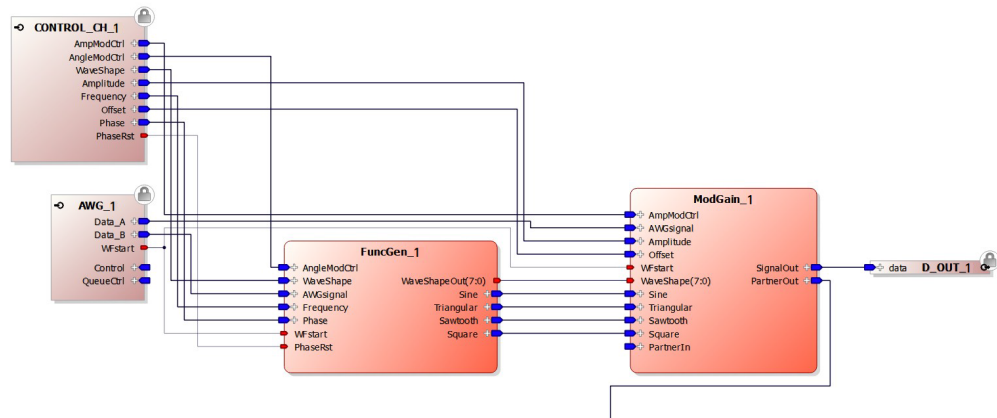 CONTROL_CH_1
AmpModCtrl
AngleModCtrl
WaveShape
Amplitude
Frequency
Offset
Phase
PhaseRst
AWG_1
Data_A
Data_B
WFstart
Control
QueueCtrl
FuncGen_1
AngleModCtrl
WaveShape WaveShapeOut(7:0)
AWGsignal Sine
Frequency Triangular
Phase Sawtooth
WFstart Square
PhaseRst
ModGain_1
AmpModCtrl
AWGsignal
Amplitude
Offset
WFstart SignalOut
WaveShape(7:0) PartnerOut
Sine
Triangular
Sawtooth
Square
PartnerIn
data D_OUT_1